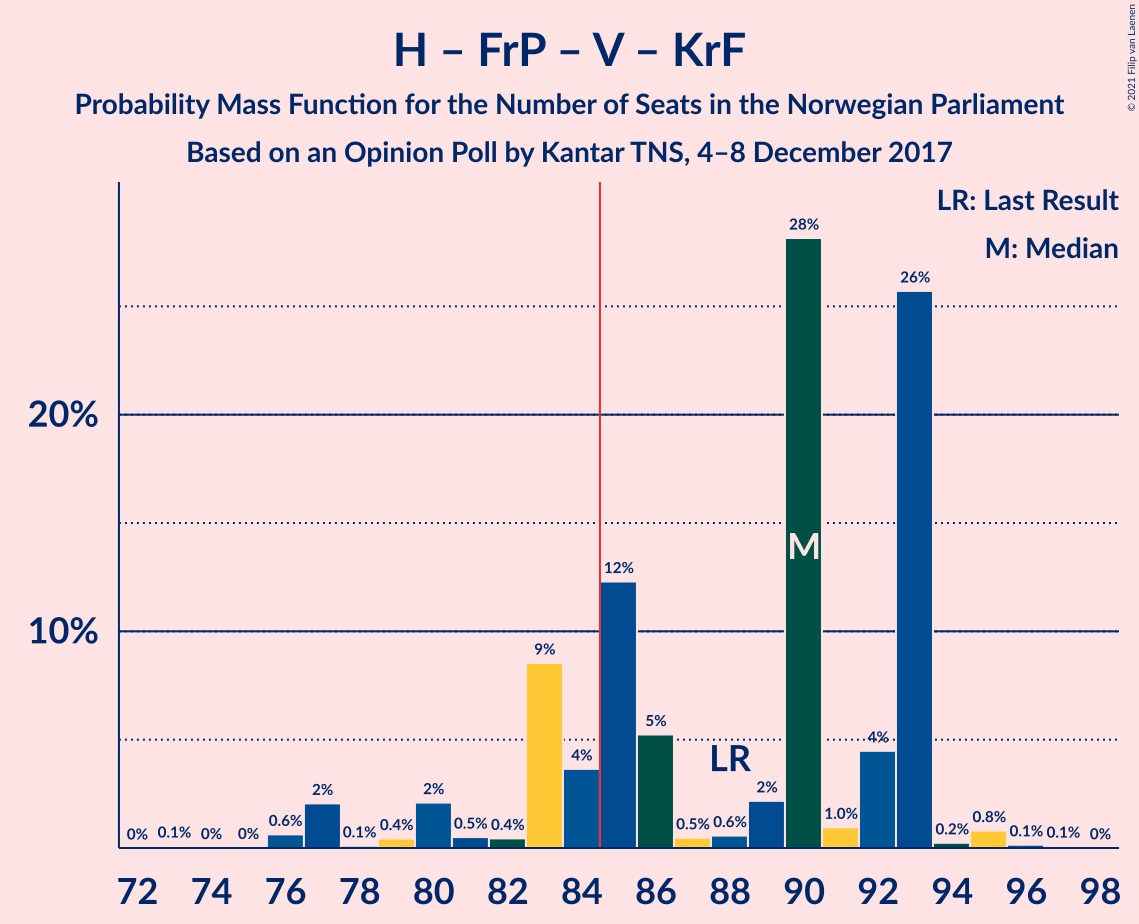 H – FrP – V – KrF
Probability Mass Function for the Number of Seats in the Norwegian Parliament
Based on an Opinion Poll by Kantar TNS, 4–8 December 2017
© 2021 Filip van Laenen
LR: Last Result
M: Median
20%
10%
0% 0.1% 0% 0% 0.6% 2% 0.1% 0.4% 2% 0.5% 0.4% 9% 4% 12% 5% 0.5% 0.6% 2% 28% 1.0% 4% 26% 0.2% 0.8% 0.1% 0.1% 0%
LR
M
72 74 76 78 80 82 84 86 88 90 92 94 96 98